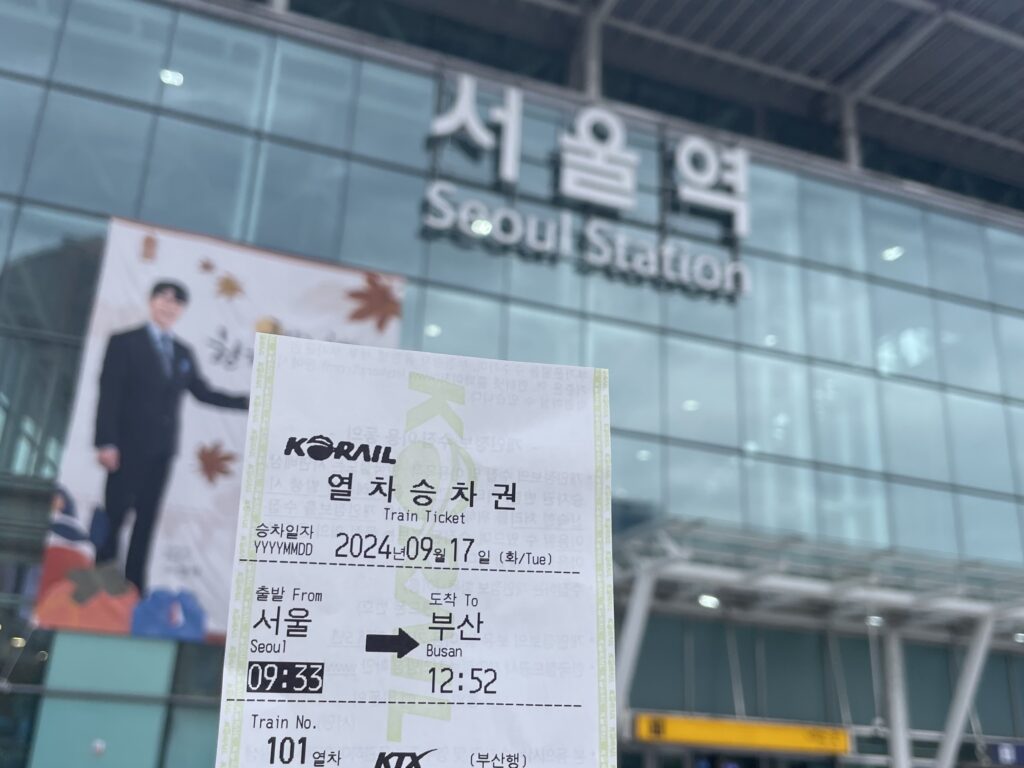 서울역
Seoul Station
KORAIL
열차승차권
Train Ticket
승차일자
YYYYMMDD 2024년09월17일 (화/Tue)
출발 From
서울
Seoul
09:33
도착 To
부산
Busan
12:52
Train No.
101열차
KTX
(부산행)